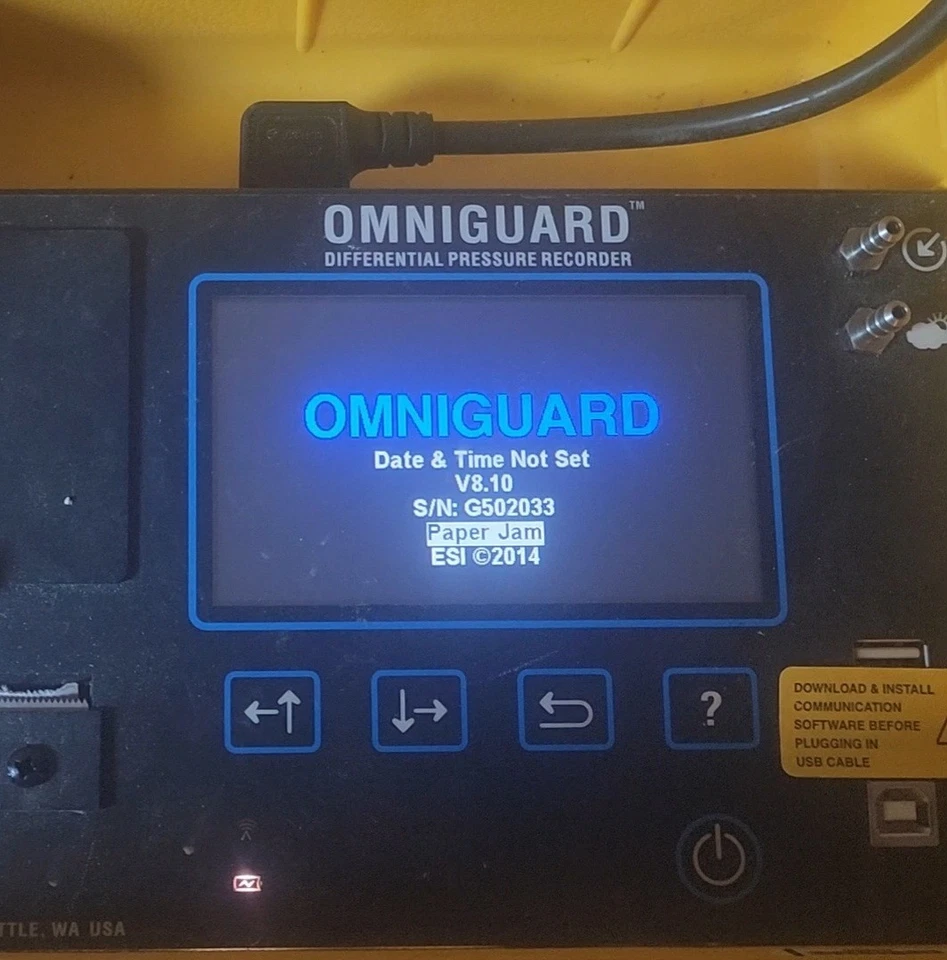 OMNIGUARD™
DIFFERENTIAL PRESSURE RECORDER
OMNIGUARD
Date & Time Not Set
V8.10
S/N: G502033
Paper Jam
ESI ©2014
?
DOWNLOAD & INSTALL
COMMUNICATION
SOFTWARE BEFORE
PLUGGING IN
USB CABLE
TTLE, WA USA